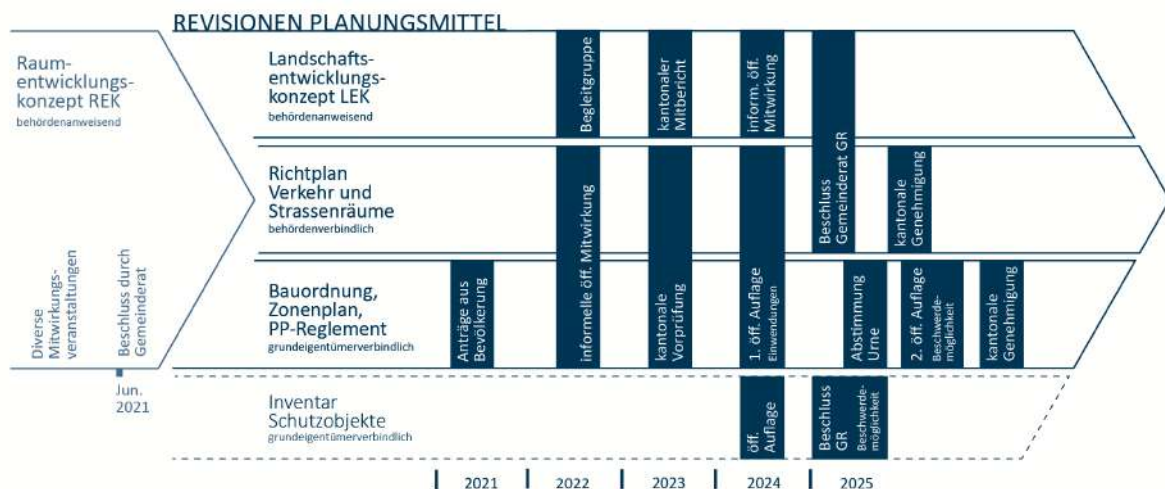 REVISIONEN PLANUNGSMITTEL
Raum-
entwicklungs-
konzept REK
behördenanweisend
Diverse
Mitwirkungs-
veranstaltungen
Beschluss durch
Gemeinderat
Jun.
2021
Landschafts-
entwicklungs-
konzept LEK
behördenanweisend
Begleitgruppe
kantonaler
Mitbericht
inform. öff.
Mitwirkung
Richtplan
Verkehr und
Strassenräume
behördenverbindlich
informelle öff. Mitwirkung
kantonale
Vorprüfung
1. öff. Auflage
Einwendungen
Beschluss
Gemeinderat GR
kantonale
Genehmigung
Bauordnung,
Zonenplan,
PP-Reglement
grundeigentümerverbindlich
Anträge aus
Bevölkerung
Abstimmung
Urne
2. öff. Auflage
Beschwerde-
möglichkeit
kantonale
Genehmigung
Inventar
Schutzobjekte
grundeigentümerverbindlich
öff.
Auflage
Beschluss
GR
Beschwerde-
möglichkeit
2021
2022
2023
2024
2025